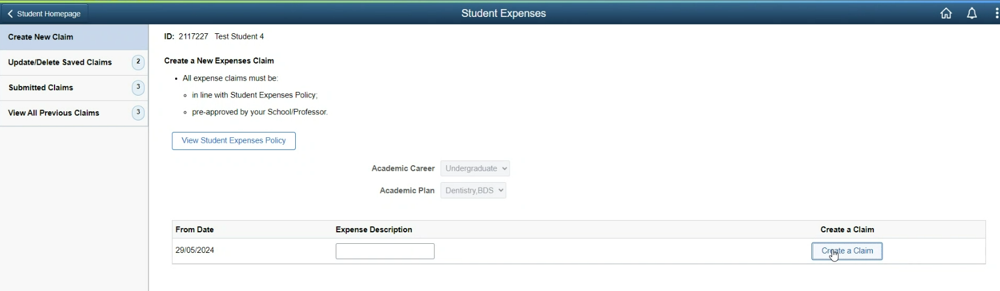 Student Homepage
Student Expenses
Create New Claim
Update/Delete Saved Claims 2
Submitted Claims 3
View All Previous Claims 3
ID: 2117227 Test Student 4
Create a New Expenses Claim
• All expense claims must be:
◦ in line with Student Expenses Policy;
◦ pre-approved by your School/Professor.
View Student Expenses Policy
Academic Career Undergraduate
Academic Plan Dentistry,BDS
From Date Expense Description Create a Claim
29/05/2024 Create a Claim